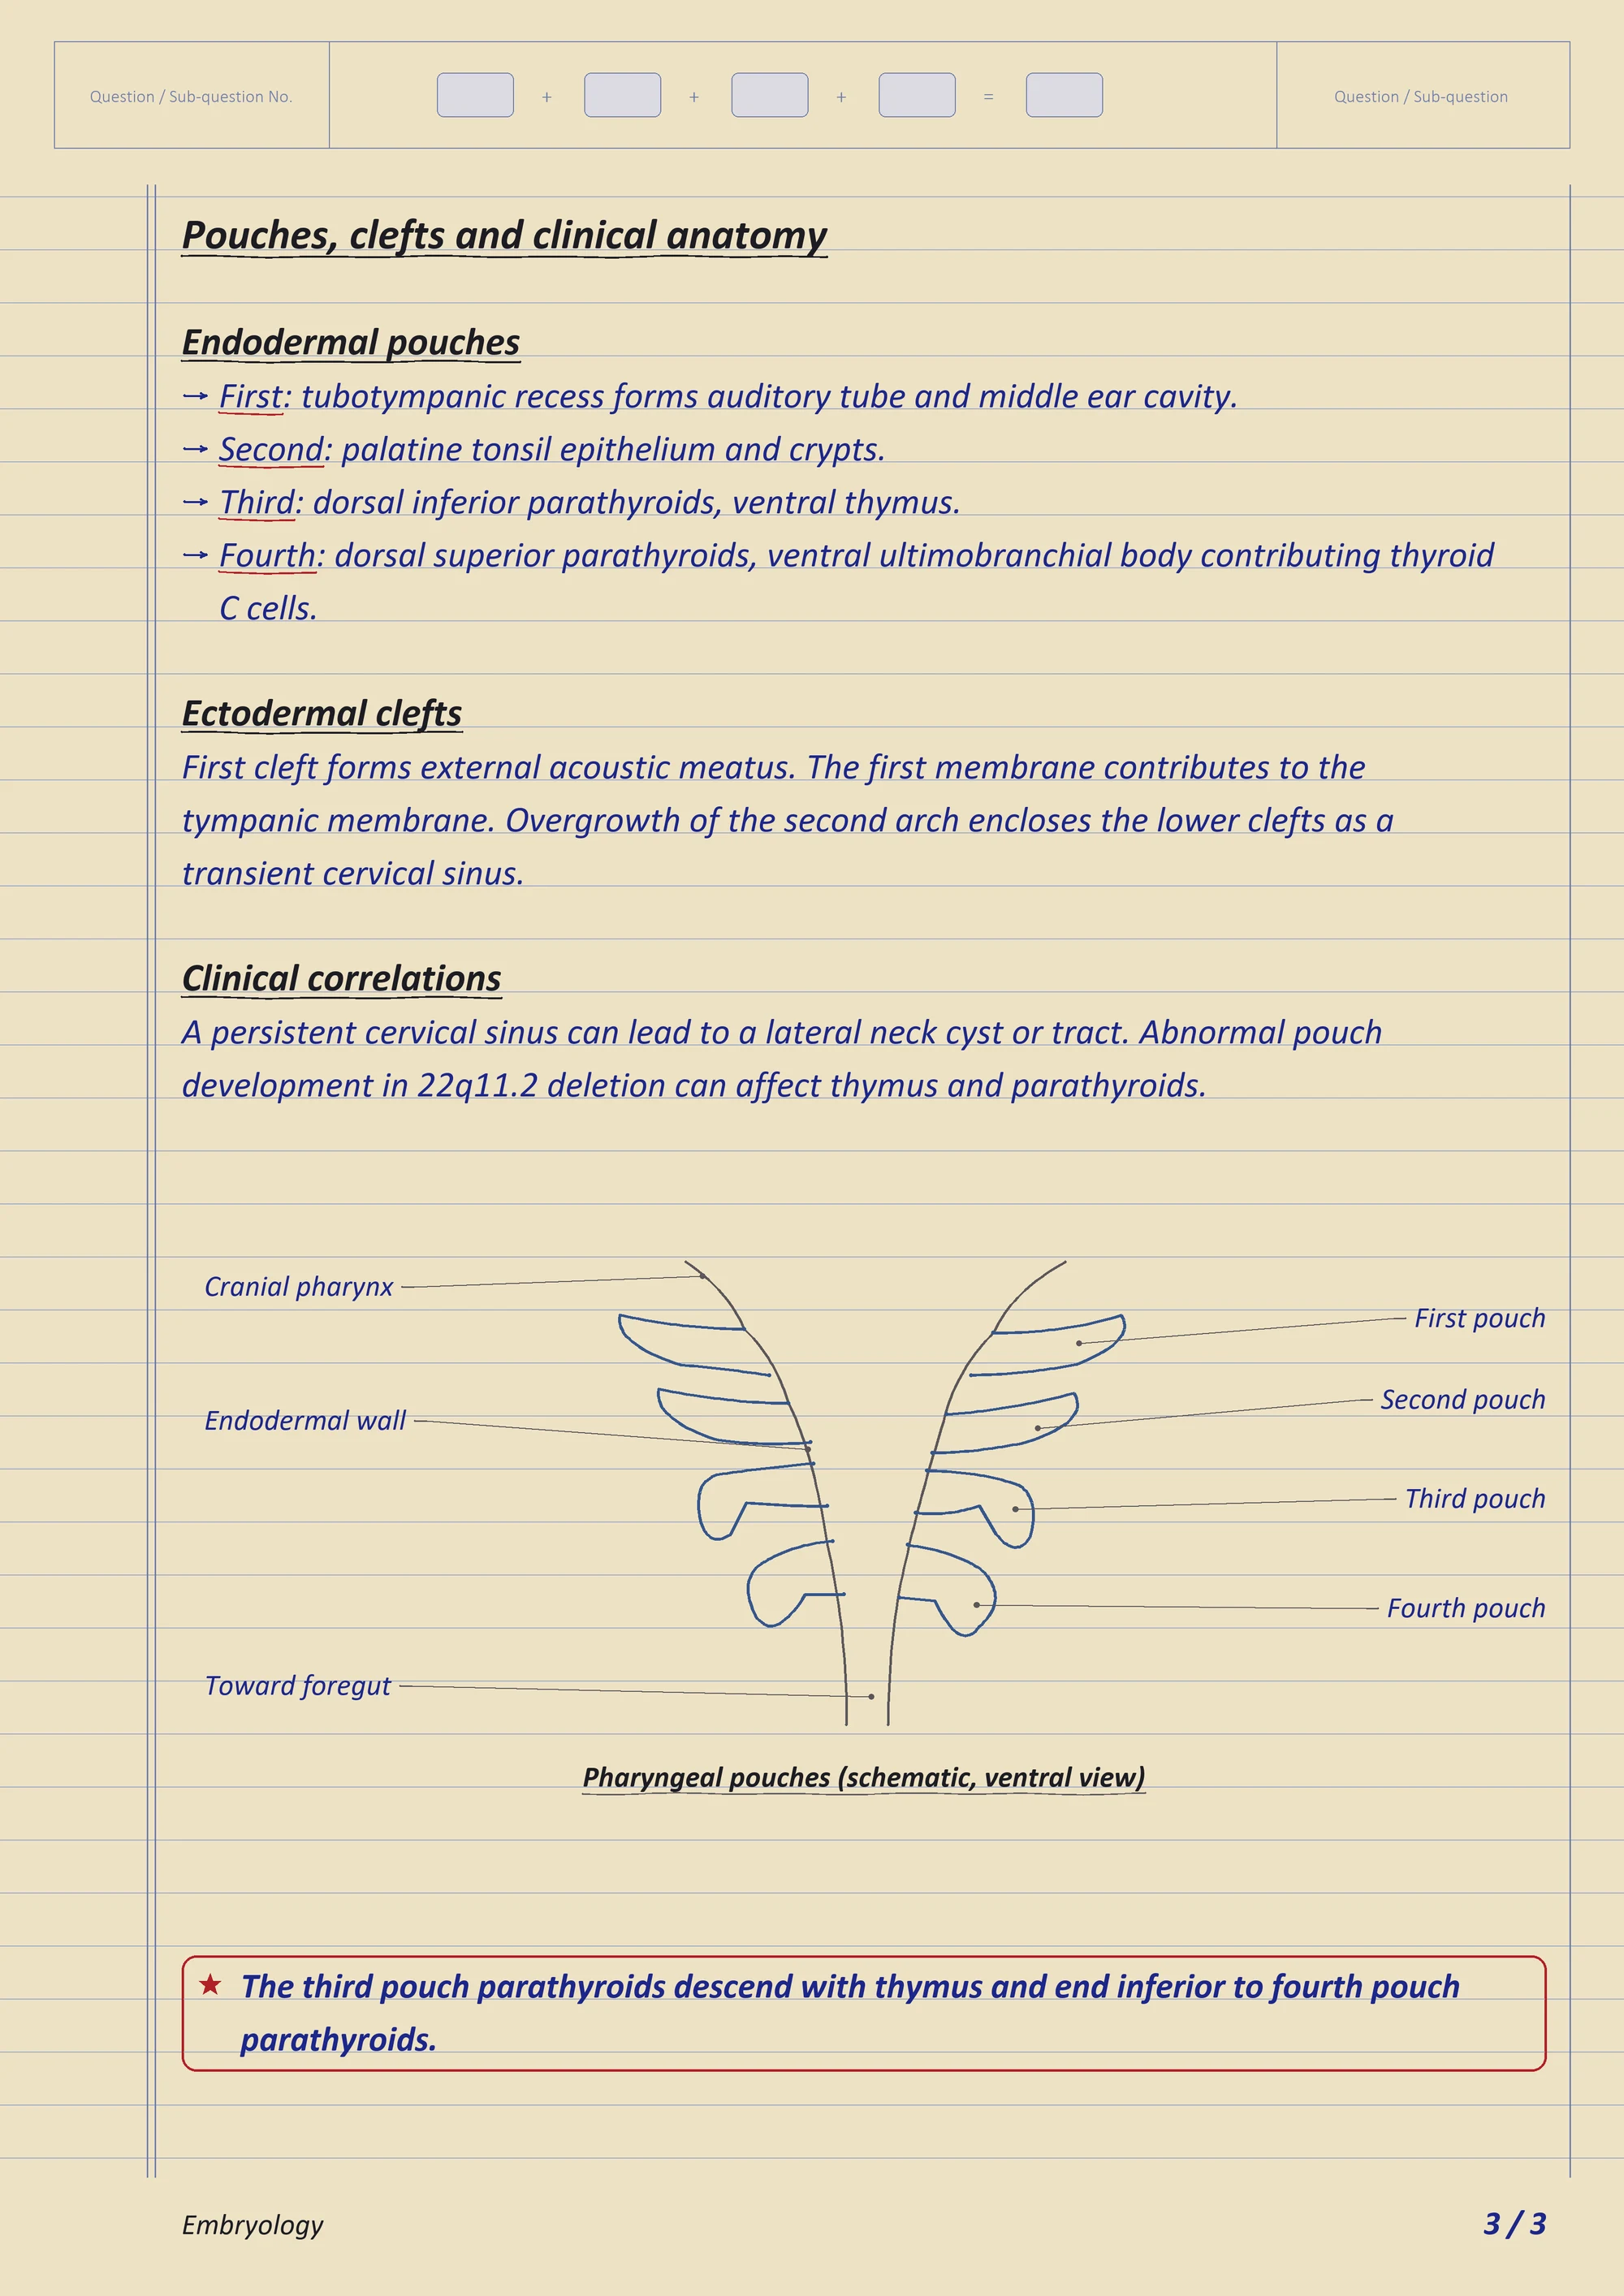 Question / Sub-question No.
+ + + =
Question / Sub-question
Pouches, clefts and clinical anatomy
Endodermal pouches
→ First: tubotympanic recess forms auditory tube and middle ear cavity.
→ Second: palatine tonsil epithelium and crypts.
→ Third: dorsal inferior parathyroids, ventral thymus.
→ Fourth: dorsal superior parathyroids, ventral ultimobranchial body contributing thyroid
C cells.
Ectodermal clefts
First cleft forms external acoustic meatus. The first membrane contributes to the
tympanic membrane. Overgrowth of the second arch encloses the lower clefts as a
transient cervical sinus.
Clinical correlations
A persistent cervical sinus can lead to a lateral neck cyst or tract. Abnormal pouch
development in 22q11.2 deletion can affect thymus and parathyroids.
Cranial pharynx
First pouch
Second pouch
Endodermal wall
Third pouch
Fourth pouch
Toward foregut
Pharyngeal pouches (schematic, ventral view)
★ The third pouch parathyroids descend with thymus and end inferior to fourth pouch
parathyroids.
Embryology
3 / 3